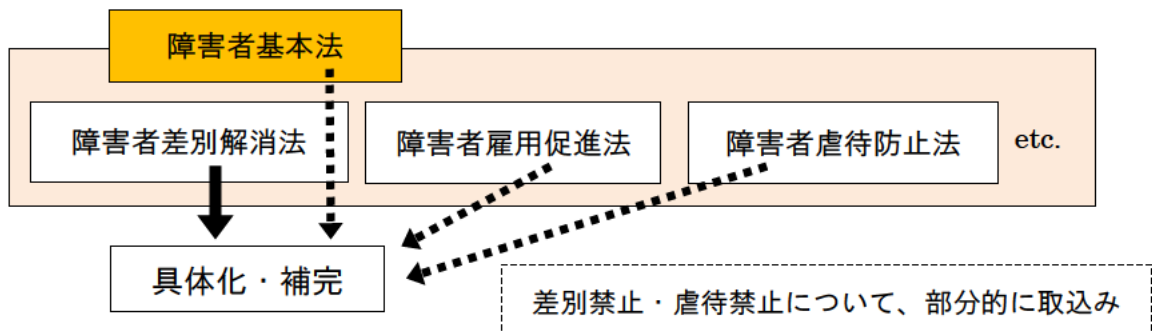 障害者基本法
障害者差別解消法
障害者雇用促進法
障害者虐待防止法
etc.
具体化・補完
差別禁止・虐待禁止について、部分的に取込み